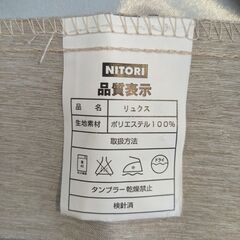 NITORI
品質表示
品名 リュクス
生地素材 ポリエステル100%
取扱方法
ドライ
タンブラー乾燥禁止
検針済